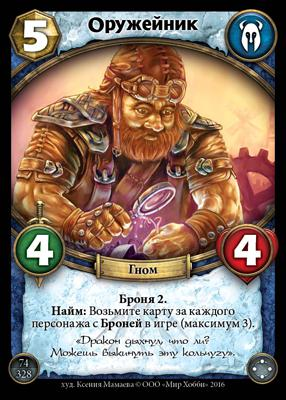 5
Оружейник
4
4
Гном
Броня 2.
Найм: Возьмите карту за каждого
персонажа с Броней в игре (максимум 3).
«Дракон дыхнул, что ли?
Можешь выкинуть эту кольчугу».
74
328
худ. Ксения Мамаева © ООО «Мир Хобби» 2016